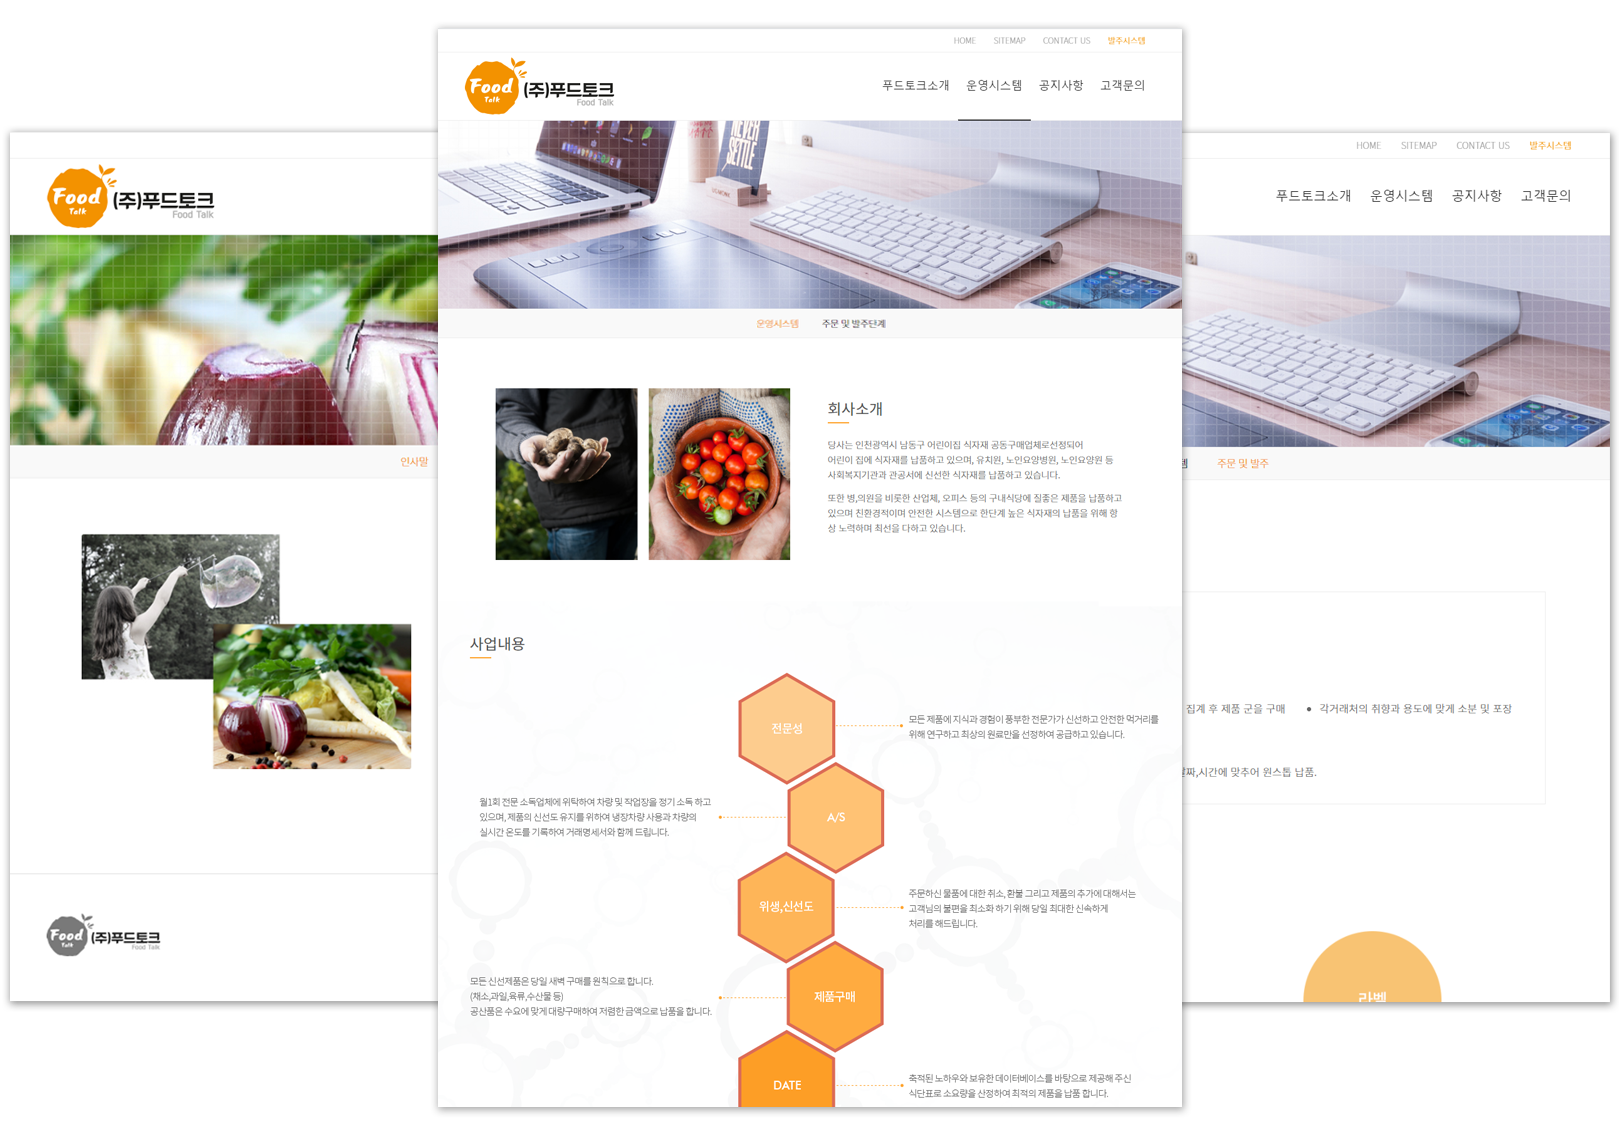 HOME SITEMAP CONTACT US 발주시스템
Food Talk (주)푸드토크
Food Talk
푸드토크소개 운영시스템 공지사항 고객문의
NEVER
SETTLE
운영시스템 주문 및 발주단계
회사소개
당사는 인천광역시 남동구 어린이집 식자재 공동구매업체로선정되어
어린이 집에 식자재를 납품하고 있으며, 유치원, 노인요양병원, 노인요양원 등
사회복지기관과 관공서에 신선한 식자재를 납품하고 있습니다.
또한 병,의원을 비롯한 산업체, 오피스 등의 구내식당에 질좋은 제품을 납품하고
있으며 친환경적이며 안전한 시스템으로 한단계 높은 식자재의 납품을 위해 항
상 노력하며 최선을 다하고 있습니다.
사업내용
전문성
모든 제품에 지식과 경험이 풍부한 전문가가 신선하고 안전한 먹거리를
위해 연구하고 최상의 원료만을 선정하여 공급하고 있습니다.
A/S
월1회 전문 소독업체에 위탁하여 차량 및 작업장을 정기 소독 하고
있으며, 제품의 신선도 유지를 위하여 냉장차량 사용과 차량의
실시간 온도를 기록하여 거래명세서와 함께 드립니다.
위생,신선도
주문하신 물품에 대한 취소, 환불 그리고 제품의 추가에 대해서는
고객님의 불편을 최소화 하기 위해 당일 최대한 신속하게
처리를 해드립니다.
제품구매
모든 신선제품은 당일 새벽 구매를 원칙으로 합니다.
(채소,과일,육류,수산물 등)
공산품은 수요에 맞게 대량구매하여 저렴한 금액으로 납품을 합니다.
DATE
축적된 노하우와 보유한 데이터베이스를 바탕으로 제공해 주신
식단표로 소요량을 산정하여 최적의 제품을 납품 합니다.
Food Talk (주)푸드토크
Food Talk
인사말
Food Talk (주)푸드토크
Food Talk
HOME SITEMAP CONTACT US 발주시스템
푸드토크소개 운영시스템 공지사항 고객문의
템 주문 및 발주
집계 후 제품 군을 구매 • 각거래처의 취향과 용도에 맞게 소분 및 포장
날짜,시간에 맞추어 원스톱 납품.
라벨